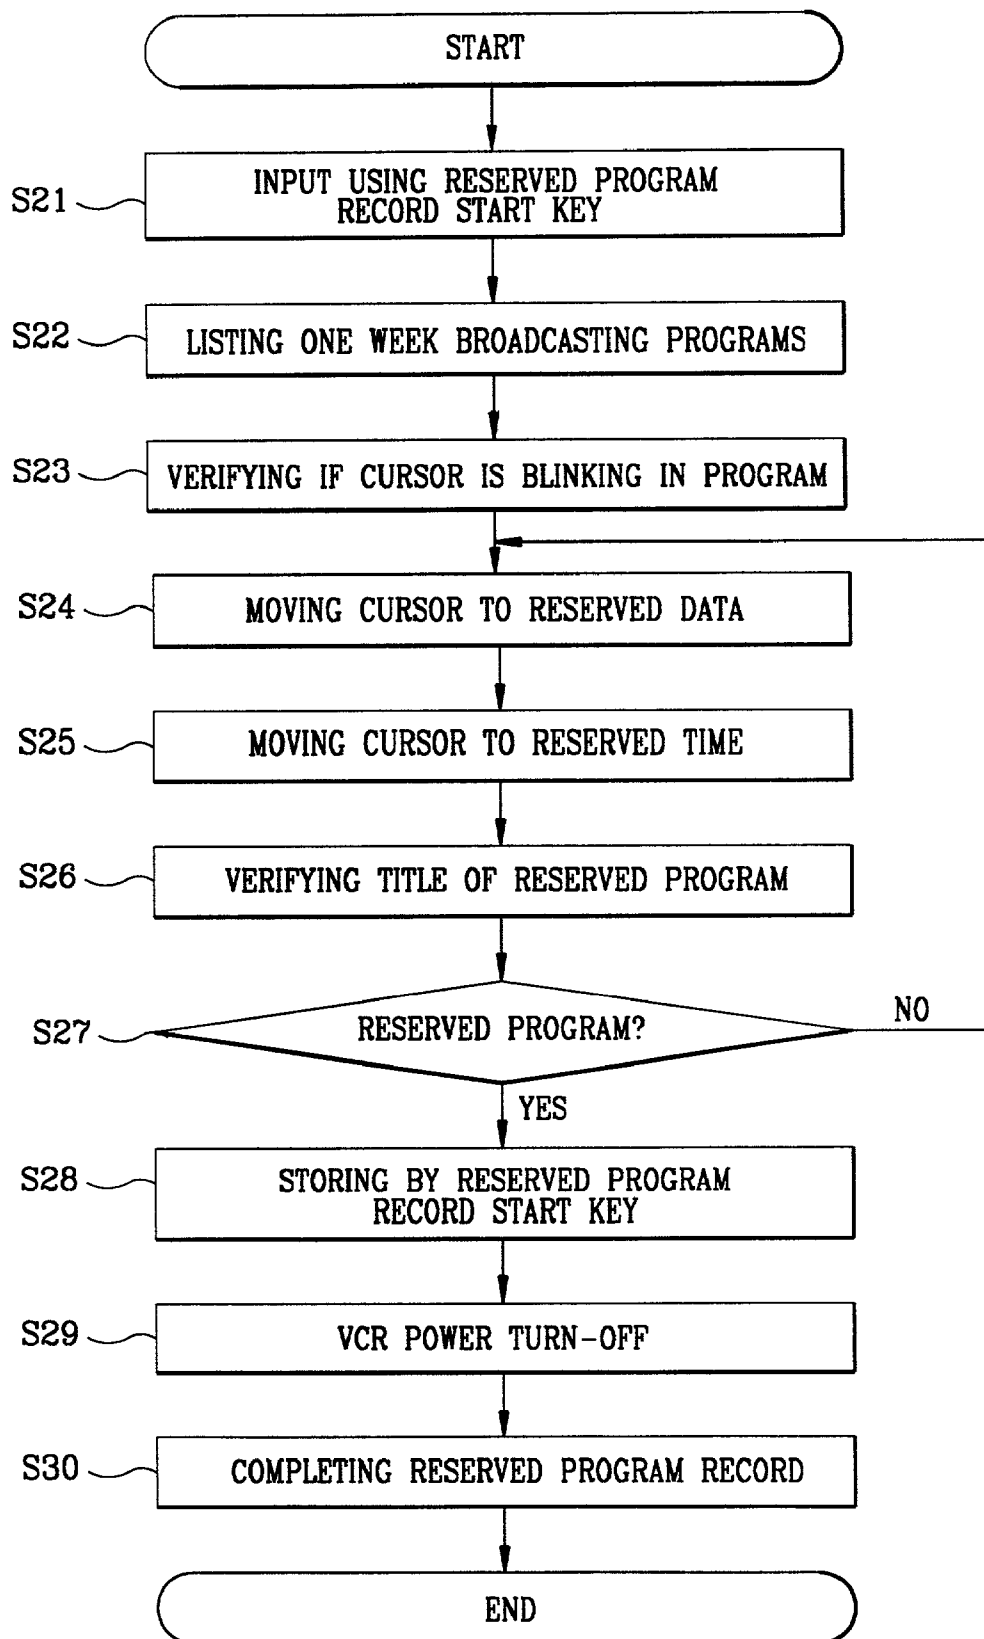 START
S21
INPUT USING RESERVED PROGRAM
RECORD START KEY
S22
LISTING ONE WEEK BROADCASTING PROGRAMS
S23
VERIFYING IF CURSOR IS BLINKING IN PROGRAM
S24
MOVING CURSOR TO RESERVED DATA
S25
MOVING CURSOR TO RESERVED TIME
S26
VERIFYING TITLE OF RESERVED PROGRAM
S27
RESERVED PROGRAM?
NO
YES
S28
STORING BY RESERVED PROGRAM
RECORD START KEY
S29
VCR POWER TURN-OFF
S30
COMPLETING RESERVED PROGRAM RECORD
END